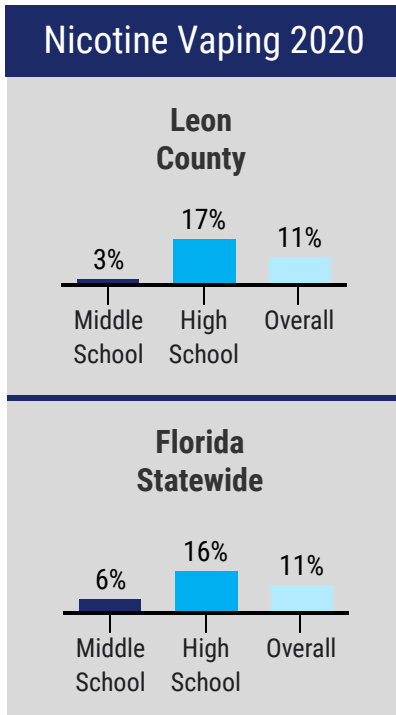 Nicotine Vaping 2020
Leon
County
3%
17%
11%
Middle
School
High
School
Overall
Florida
Statewide
6%
16%
11%
Middle
School
High
School
Overall